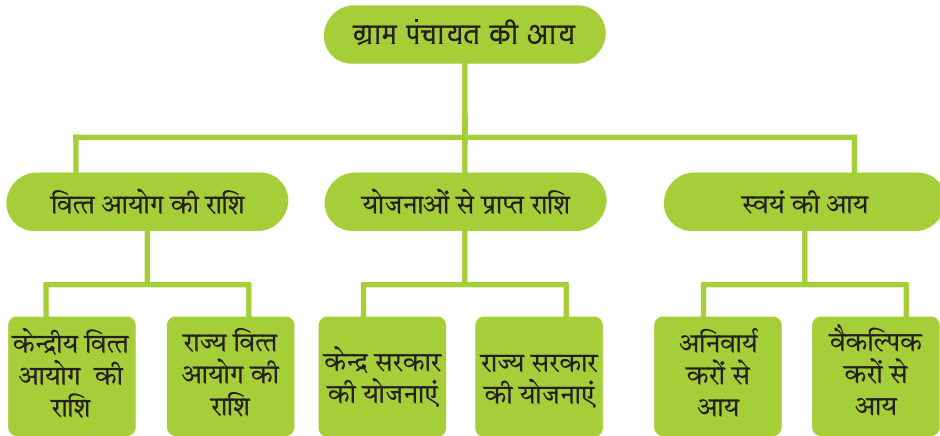 ग्राम पंचायत की आय
वित्त आयोग की राशि
योजनाओं से प्राप्त राशि
स्वयं की आय
केन्द्रीय वित्त
आयोग की
राशि
राज्य वित्त
आयोग की
राशि
केन्द्र सरकार
की योजनाएं
राज्य सरकार
की योजनाएं
अनिवार्य
करों से
आय
वैकल्पिक
करों से
आय